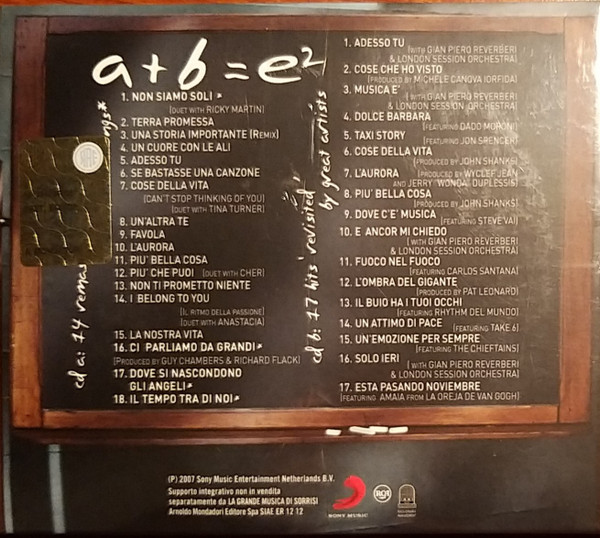 a + b = e²
1. NON SIAMO SOLI *
(DUET WITH RICKY MARTIN)
2. TERRA PROMESSA
3. UNA STORIA IMPORTANTE (REMIX)
4. UN CUORE CON LE ALI
5. ADESSO TU
6. SE BASTASSE UNA CANZONE
7. COSE DELLA VITA
(CAN'T STOP THINKING OF YOU)
(DUET WITH TINA TURNER)
8. UN'ALTRA TE
9. FAVOLA
10. L'AURORA
11. PIU' BELLA COSA
12. PIU' CHE PUOI (DUET WITH CHER)
13. NON TI PROMETTO NIENTE
14. I BELONG TO YOU
(IL RITMO DELLA PASSIONE)
(DUET WITH ANASTACIA)
15. LA NOSTRA VITA
16. CI PARLIAMO DA GRANDI *
(PRODUCED BY GUY CHAMBERS & RICHARD FLACK)
17. DOVE SI NASCONDONO
GLI ANGELI *
18. IL TEMPO TRA DI NOI *
cd a: 14 remas
ngs*
cd b: 17 hits 'revisited'
by great artists
1. ADESSO TU (WITH GIAN PIERO REVERBERI
& LONDON SESSION ORCHESTRA)
2. COSE CHE HO VISTO
(PRODUCED BY MICHELE CANOVA IORFIDA)
3. MUSICA E' (WITH GIAN PIERO REVERBERI
& LONDON SESSION ORCHESTRA)
4. DOLCE BARBARA
(FEATURING DADO MORONI)
5. TAXI STORY
(FEATURING JON SPENCER)
6. COSE DELLA VITA
(PRODUCED BY JOHN SHANKS)
7. L'AURORA (PRODUCED BY WYCLEF JEAN
AND JERRY 'WONDA' DUPLESSIS)
8. PIU' BELLA COSA
(PRODUCED BY JOHN SHANKS)
9. DOVE C'E' MUSICA
(FEATURING STEVE VAI)
10. E ANCOR MI CHIEDO
(WITH GIAN PIERO REVERBERI
& LONDON SESSION ORCHESTRA)
11. FUOCO NEL FUOCO
(FEATURING CARLOS SANTANA)
12. L'OMBRA DEL GIGANTE
(PRODUCED BY PAT LEONARD)
13. IL BUIO HA I TUOI OCCHI
(FEATURING RHYTHM DEL MUNDO)
14. UN ATTIMO DI PACE
(FEATURING TAKE 6)
15. UN'EMOZIONE PER SEMPRE
(FEATURING THE CHIEFTAINS)
16. SOLO IERI (WITH GIAN PIERO REVERBERI
& LONDON SESSION ORCHESTRA)
17. ESTA PASANDO NOVIEMBRE
(FEATURING AMAIA FROM LA OREJA DE VAN GOGH)
(P) 2007 Sony Music Entertainment Netherlands B.V.
Supporto integrativo non in vendita
separatamente da LA GRANDE MUSICA DI SORRISI
Arnoldo Mondadori Editore Spa SIAE ER 12 12
SONY MUSIC
RCA